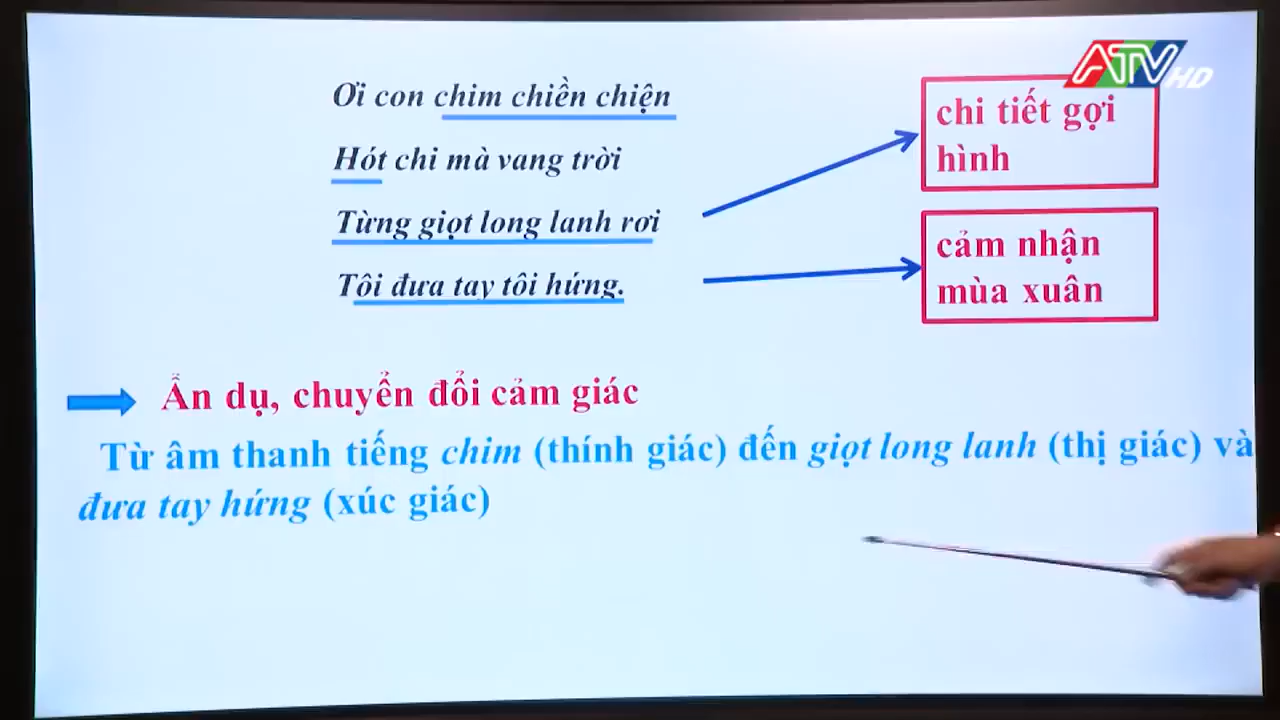 ATV HD
Ơi con chim chiền chiện
Hót chi mà vang trời
Từng giọt long lanh rơi
Tôi đưa tay tôi hứng.
chi tiết gợi
hình
cảm nhận
mùa xuân
Ẩn dụ, chuyển đổi cảm giác
Từ âm thanh tiếng chim (thính giác) đến giọt long lanh (thị giác) và
đưa tay hứng (xúc giác)